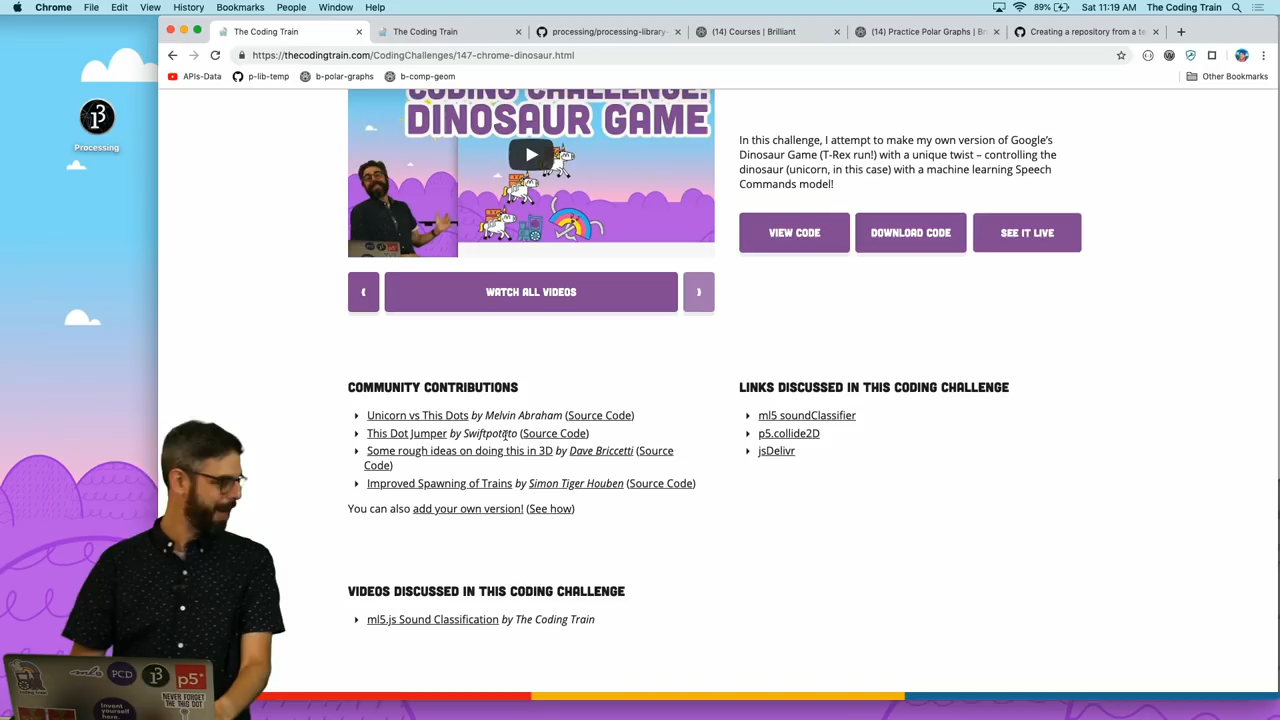 Chrome File Edit View History Bookmarks People Window Help 89% Sat 11:19 AM The Coding Train
The Coding Train
The Coding Train
processing/processing-library-
(14) Courses | Brilliant
(14) Practice Polar Graphs | B
Creating a repository from a te
https://thecodingtrain.com/CodingChallenges/147-chrome-dinosaur.html
APIs-Data p-lib-temp b-polar-graphs b-comp-geom Other Bookmarks
Processing
CODING CHALLENGE:
DINOSAUR GAME
In this challenge, I attempt to make my own version of Google's
Dinosaur Game (T-Rex run!) with a unique twist – controlling the
dinosaur (unicorn, in this case) with a machine learning Speech
Commands model!
VIEW CODE
DOWNLOAD CODE
SEE IT LIVE
WATCH ALL VIDEOS
COMMUNITY CONTRIBUTIONS
Unicorn vs This Dots by Melvin Abraham (Source Code)
This Dot Jumper by Swiftpotato (Source Code)
Some rough ideas on doing this in 3D by Dave Briccetti (Source
Code)
Improved Spawning of Trains by Simon Tiger Houben (Source Code)
You can also add your own version! (See how)
LINKS DISCUSSED IN THIS CODING CHALLENGE
ml5 soundClassifier
p5.collide2D
jsDelivr
VIDEOS DISCUSSED IN THIS CODING CHALLENGE
ml5.js Sound Classification by The Coding Train
ml5
PCD
p5*
NEVER FORGET
THE THIS DOT
Invent
yourself
here.